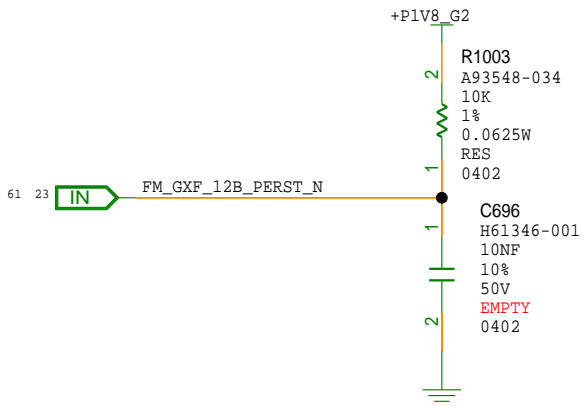 +P1V8_G2
R1003
2
A93548-034
10K
1%
0.0625W
RES
1
0402
61 23 IN FM_GXF_12B_PERST_N
C696
1
H61346-001
10NF
10%
50V
EMPTY
2
0402